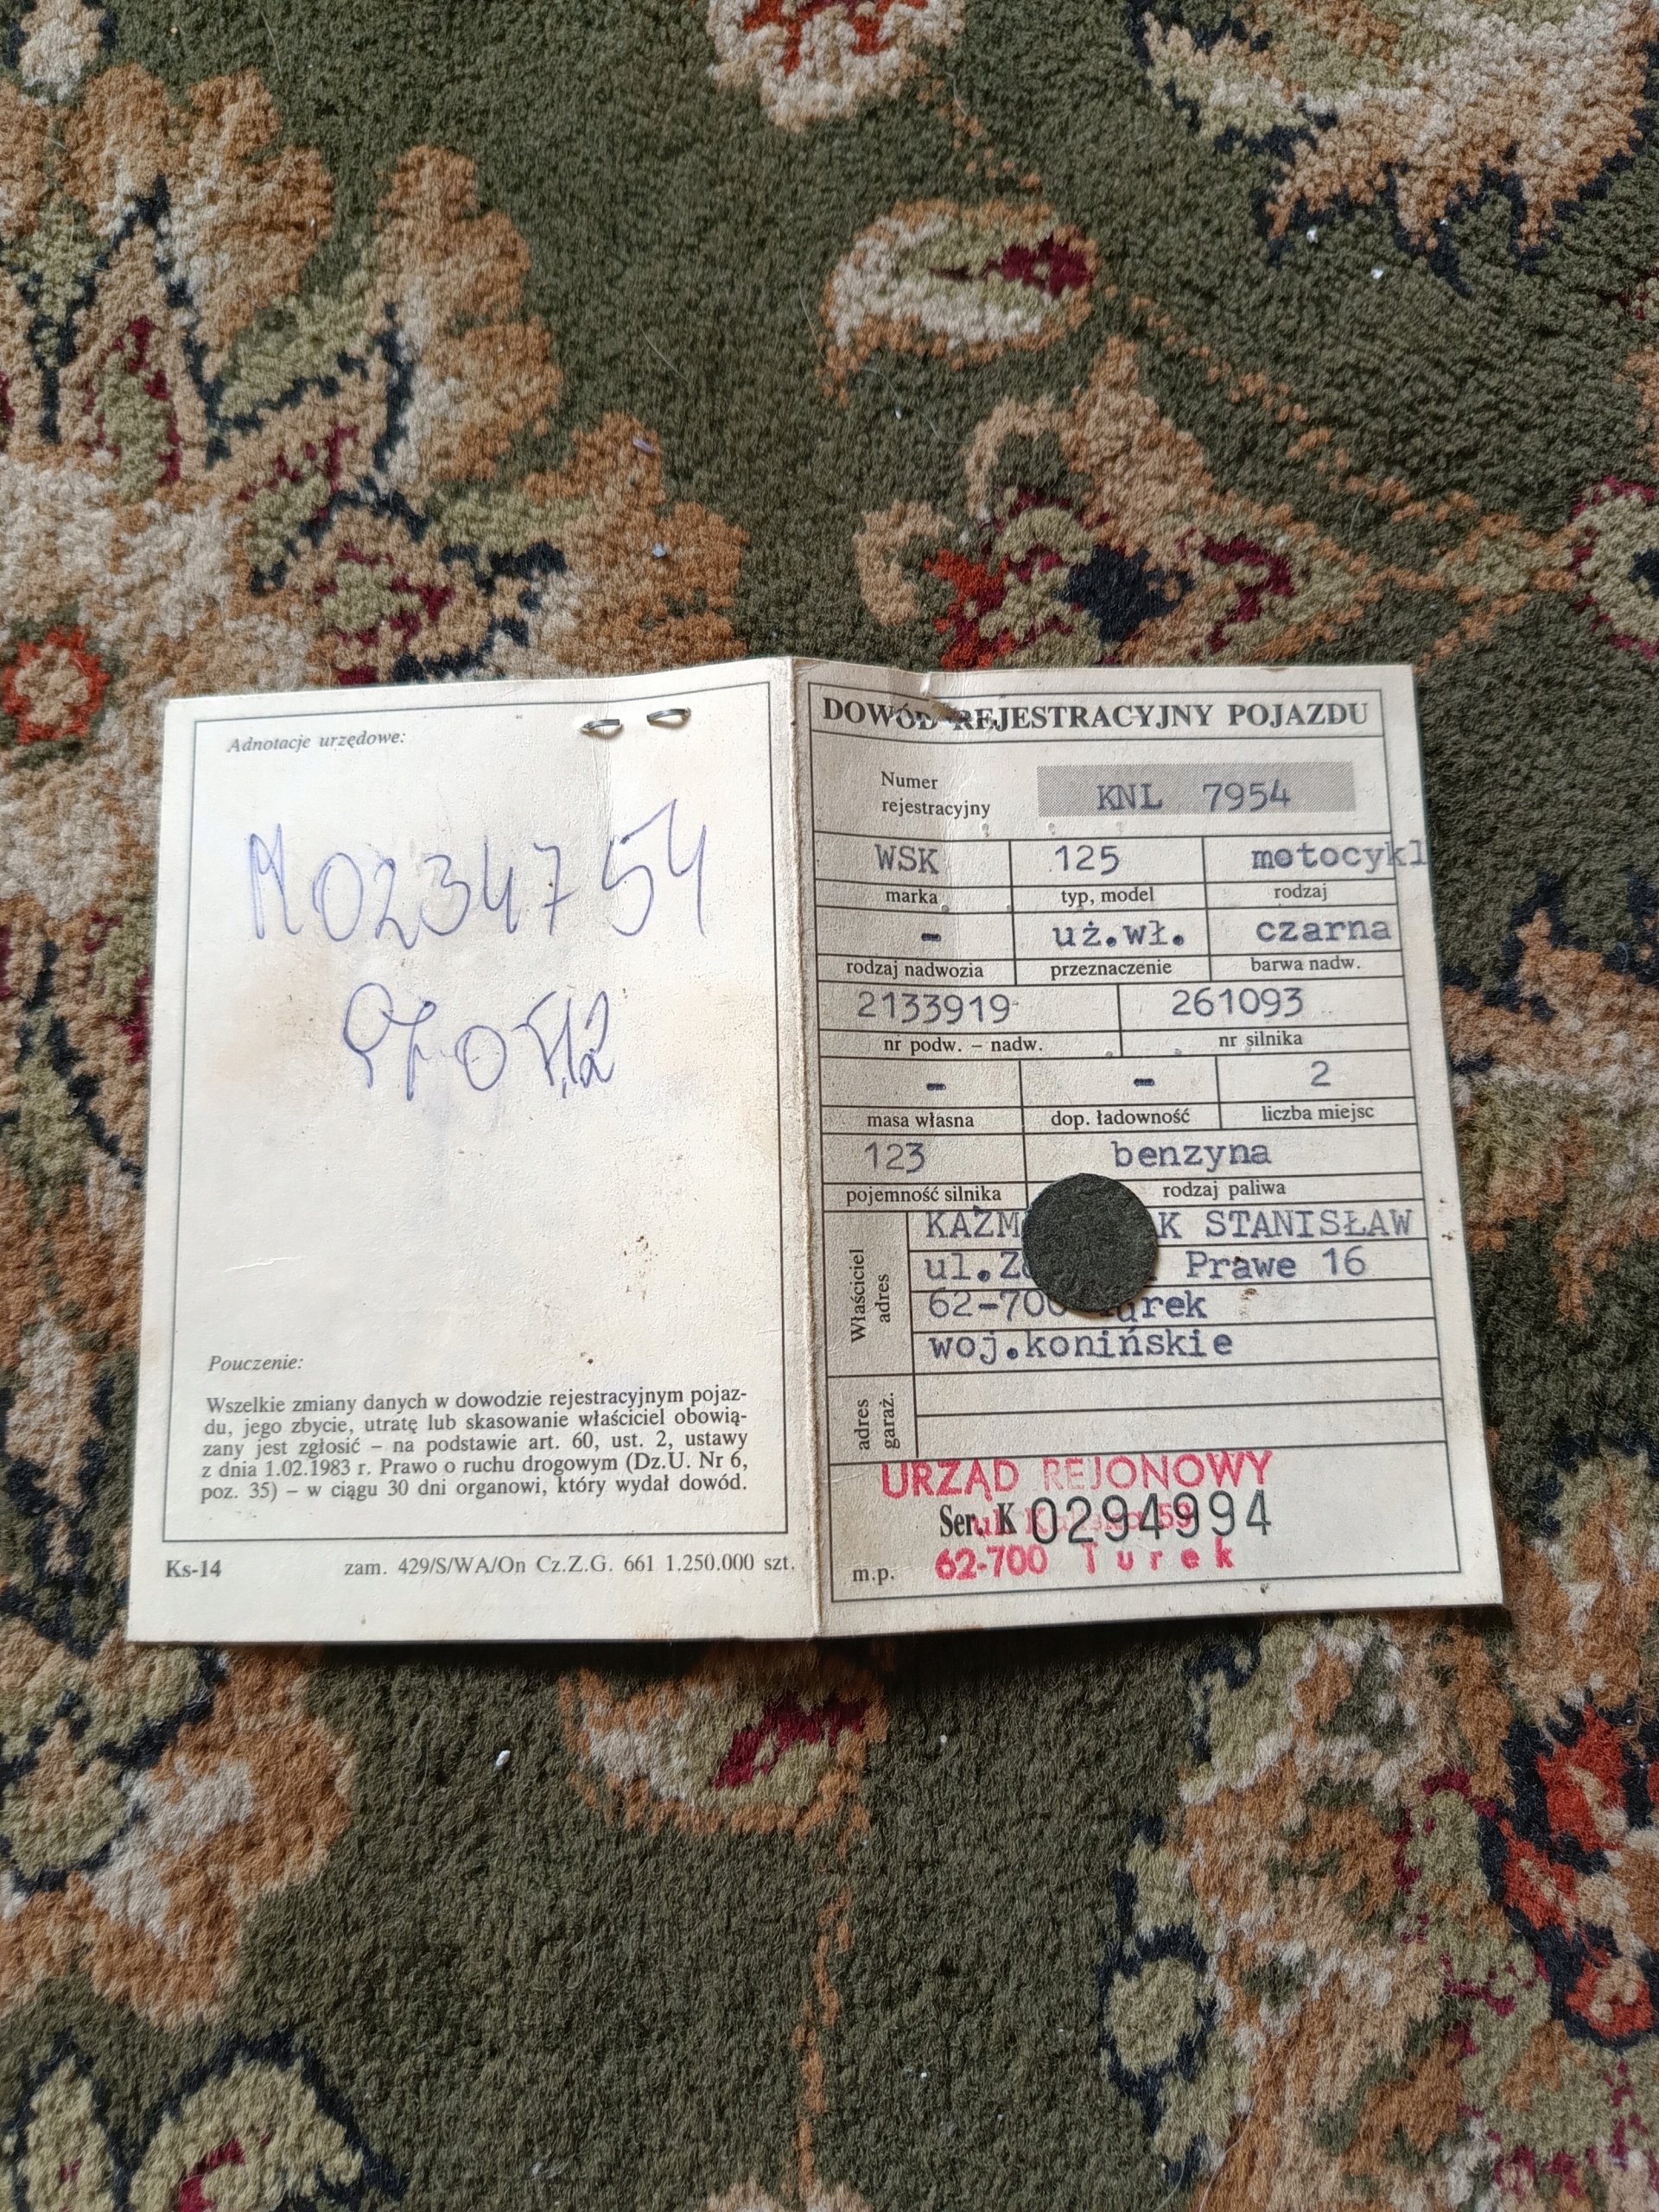 Adnotacje urzędowe:
M0234754
Pouczenie:
Wszelkie zmiany danych w dowodzie rejestracyjnym pojaz-
du, jego zbycie, utratę lub skasowanie właściciel obowią-
zany jest zgłosić – na podstawie art. 60, ust. 2, ustawy
z dnia 1.02.1983 r. Prawo o ruchu drogowym (Dz.U. Nr 6,
poz. 35) – w ciągu 30 dni organowi, który wydał dowód.
Ks-14 zam. 429/S/WA/On Cz.Z.G. 661 1.250.000 szt.
DOWÓD REJESTRACYJNY POJAZDU
Numer
rejestracyjny
KNL 7954
WSK 125 motocykl
marka typ, model rodzaj
- uż.wł. czarna
rodzaj nadwozia przeznaczenie barwa nadw.
2133919 261093
nr podw. – nadw. nr silnika
- - 2
masa własna dop. ładowność liczba miejsc
123 benzyna
pojemność silnika rodzaj paliwa
Właściciel
adres
STANISŁAW
Prawe 16
62-700 Turek
woj.konińskie
adres
garaż.
URZĄD REJONOWY
Ser. K 0294994
62-700 Turek
m.p.